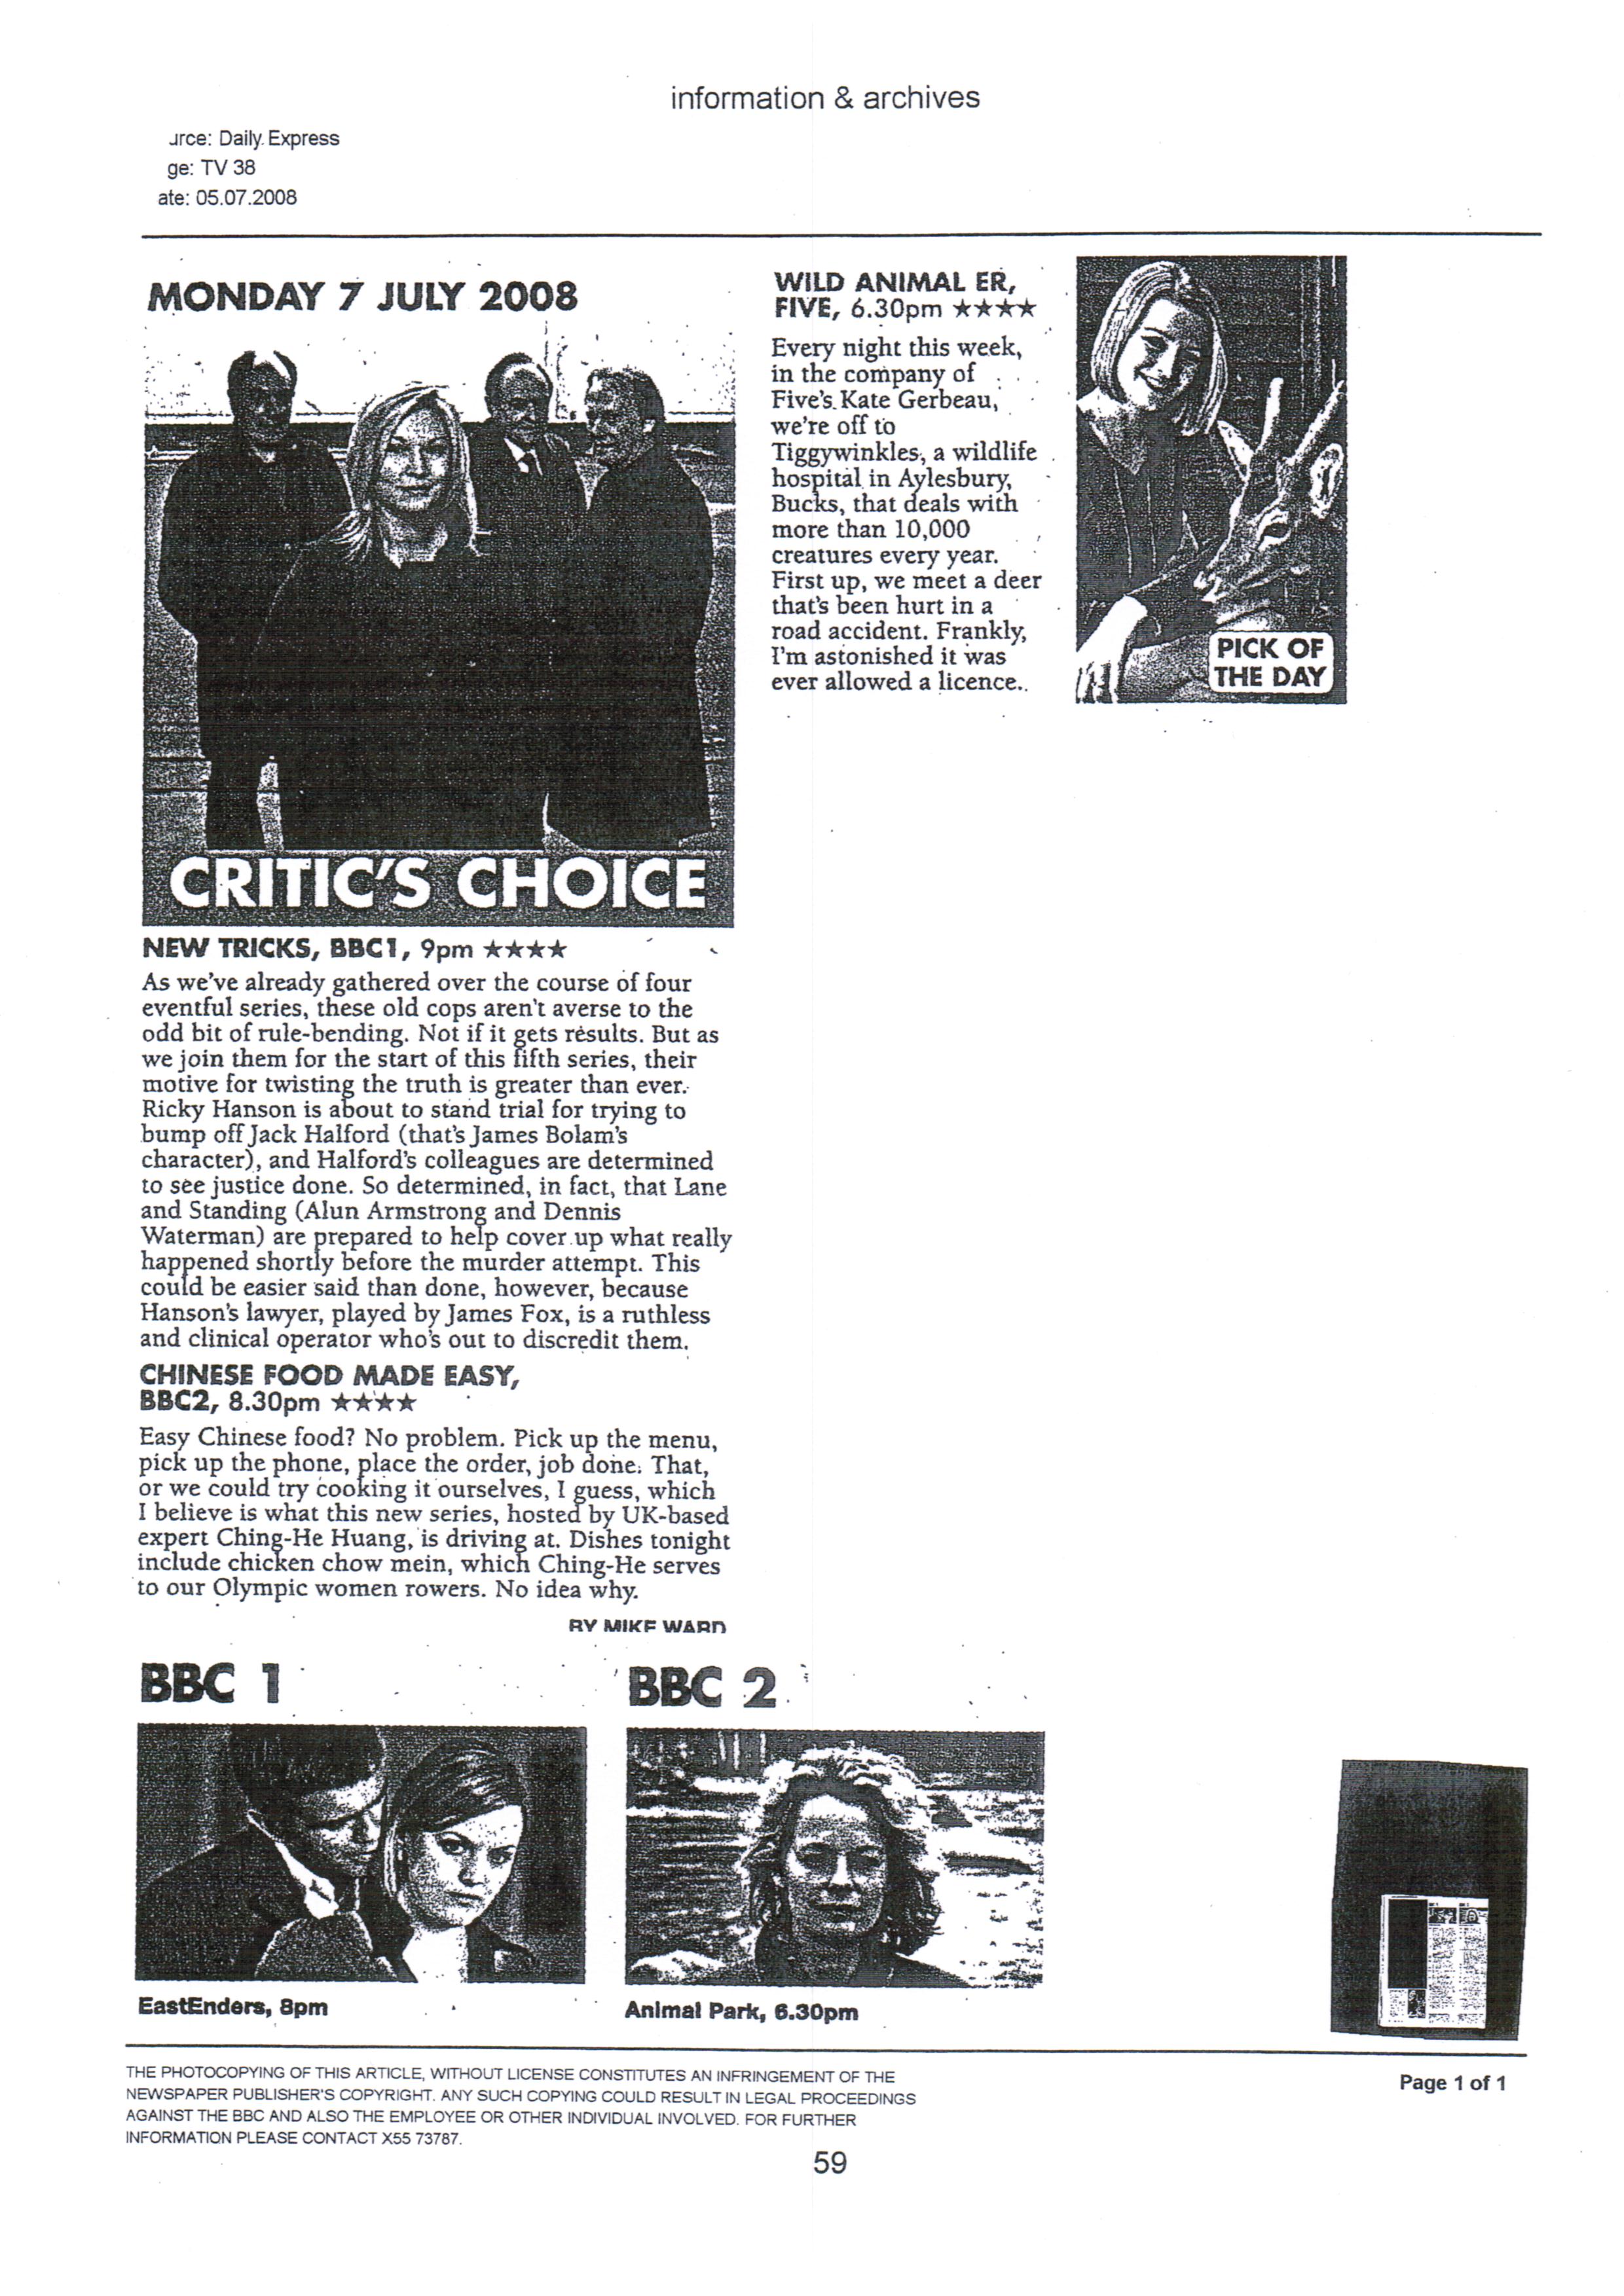 information & archives
urce: Daily Express
ge: TV 38
ate: 05.07.2008
MONDAY 7 JULY 2008
CRITIC'S CHOICE
NEW TRICKS, BBC1, 9pm ★★★★
As we've already gathered over the course of four
eventful series, these old cops aren't averse to the
odd bit of rule-bending. Not if it gets results. But as
we join them for the start of this fifth series, their
motive for twisting the truth is greater than ever.
Ricky Hanson is about to stand trial for trying to
bump off Jack Halford (that's James Bolam's
character), and Halford's colleagues are determined
to see justice done. So determined, in fact, that Lane
and Standing (Alun Armstrong and Dennis
Waterman) are prepared to help cover up what really
happened shortly before the murder attempt. This
could be easier said than done, however, because
Hanson's lawyer, played by James Fox, is a ruthless
and clinical operator who's out to discredit them.
CHINESE FOOD MADE EASY,
BBC2, 8.30pm ★★★★
Easy Chinese food? No problem. Pick up the menu,
pick up the phone, place the order, job done. That,
or we could try cooking it ourselves, I guess, which
I believe is what this new series, hosted by UK-based
expert Ching-He Huang, is driving at. Dishes tonight
include chicken chow mein, which Ching-He serves
to our Olympic women rowers. No idea why.
BY MIKE WARD
WILD ANIMAL ER,
FIVE, 6.30pm ★★★★
Every night this week,
in the company of
Five's Kate Gerbeau,
we're off to
Tiggywinkles, a wildlife
hospital in Aylesbury,
Bucks, that deals with
more than 10,000
creatures every year.
First up, we meet a deer
that's been hurt in a
road accident. Frankly,
I'm astonished it was
ever allowed a licence.
PICK OF
THE DAY
BBC 1
EastEnders, 8pm
BBC 2
Animal Park, 6.30pm
THE PHOTOCOPYING OF THIS ARTICLE, WITHOUT LICENSE CONSTITUTES AN INFRINGEMENT OF THE
NEWSPAPER PUBLISHER'S COPYRIGHT. ANY SUCH COPYING COULD RESULT IN LEGAL PROCEEDINGS
AGAINST THE BBC AND ALSO THE EMPLOYEE OR OTHER INDIVIDUAL INVOLVED. FOR FURTHER
INFORMATION PLEASE CONTACT X55 73787.
Page 1 of 1
59